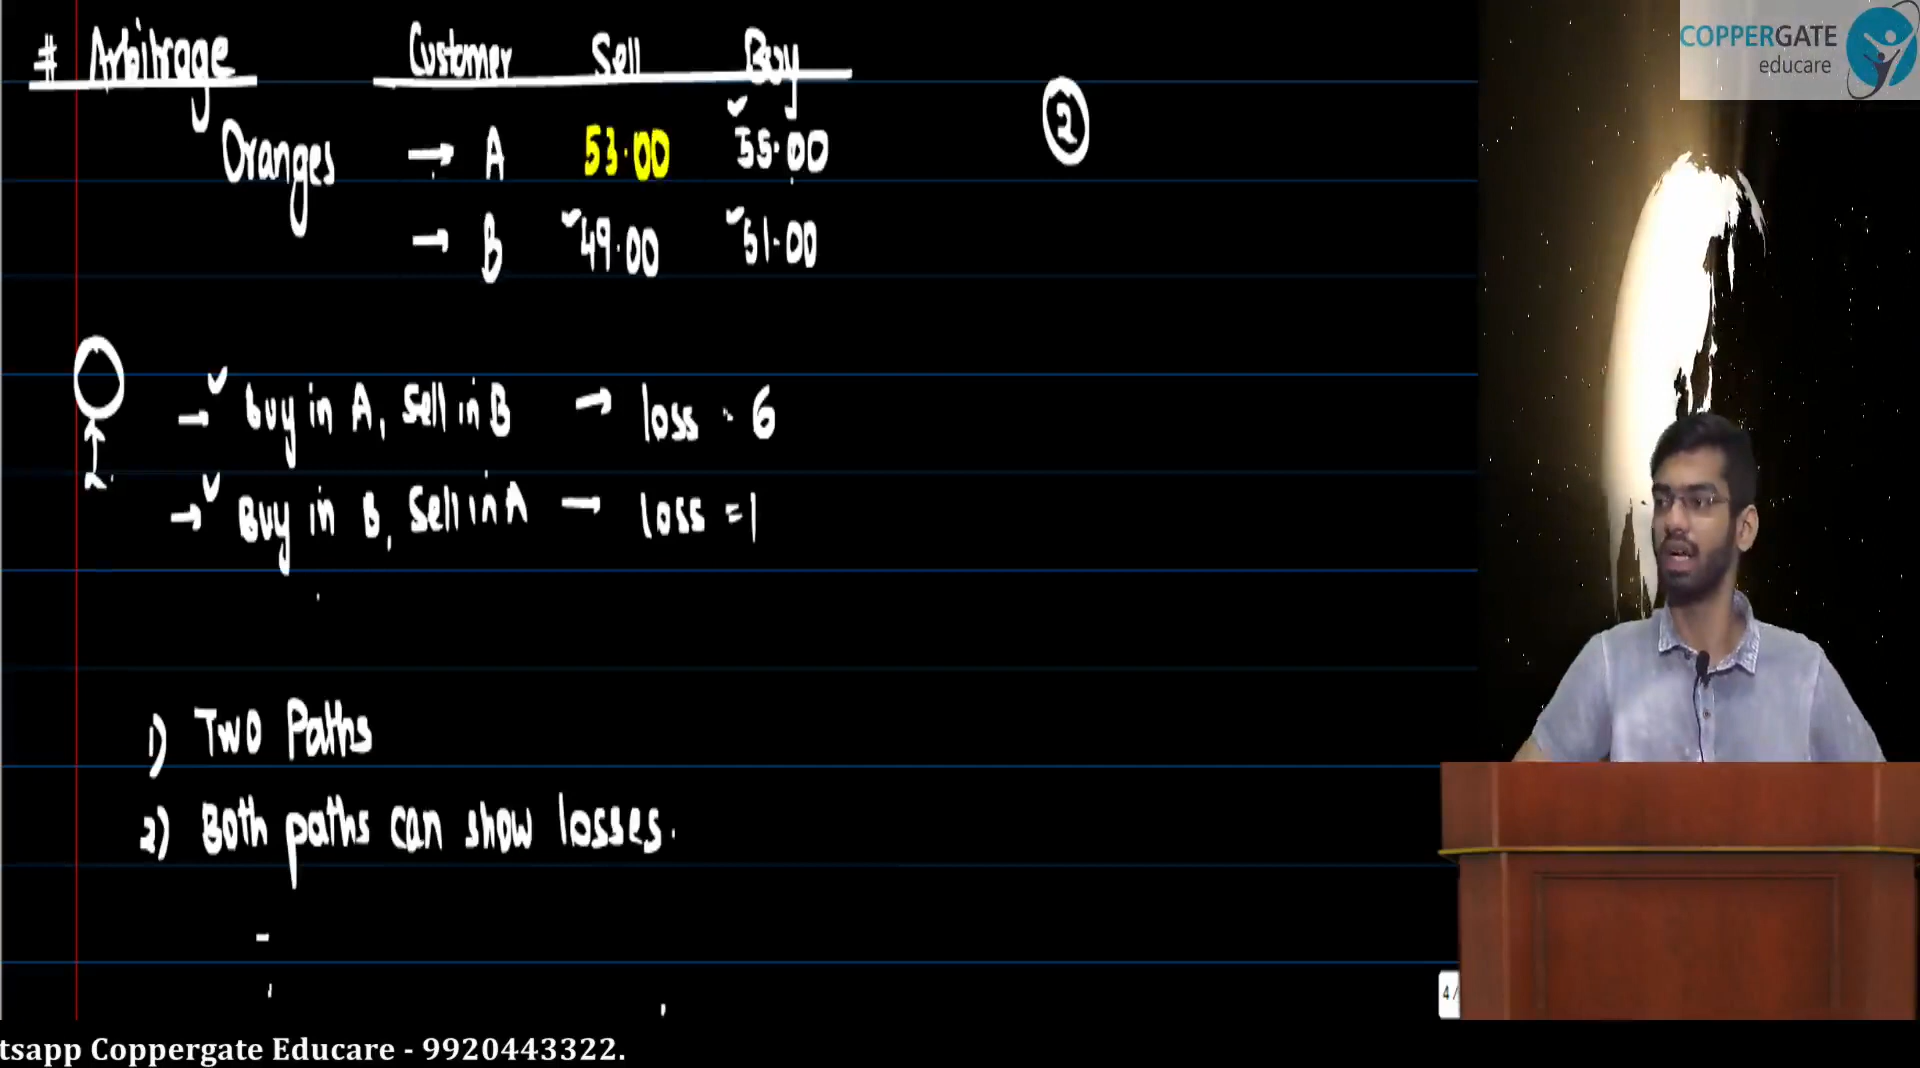 # Arbitrage Customer Sell Buy
Oranges → A 53.00 55.00
→ B 49.00 51.00
2
→ buy in A, Sell in B → loss - 6
→ Buy in B, Sell in A — loss = 1
1) Two Paths
2) Both paths can show losses.
COPPERGATE
educare
4/
tsapp Coppergate Educare - 9920443322.